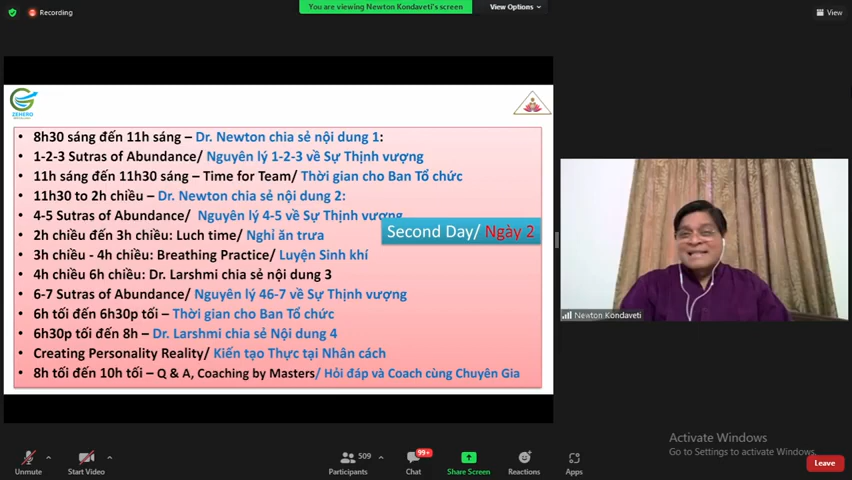 Recording
You are viewing Newton Kondaveti's screen
View Options
View
ZEHERO
8h30 sáng đến 11h sáng – Dr. Newton chia sẻ nội dung 1:
1-2-3 Sutras of Abundance/ Nguyên lý 1-2-3 về Sự Thịnh vượng
11h sáng đến 11h30 sáng – Time for Team/ Thời gian cho Ban Tổ chức
11h30 to 2h chiều – Dr. Newton chia sẻ nội dung 2:
4-5 Sutras of Abundance/ Nguyên lý 4-5 về Sự Thịnh vượng
Second Day/ Ngày 2
2h chiều đến 3h chiều: Luch time/ Nghỉ ăn trưa
3h chiều - 4h chiều: Breathing Practice/ Luyện Sinh khí
4h chiều 6h chiều: Dr. Larshmi chia sẻ nội dung 3
6-7 Sutras of Abundance/ Nguyên lý 46-7 về Sự Thịnh vượng
6h tối đến 6h30p tối – Thời gian cho Ban Tổ chức
6h30p tối đến 8h – Dr. Larshmi chia sẻ Nội dung 4
Creating Personality Reality/ Kiến tạo Thực tại Nhân cách
8h tối đến 10h tối – Q & A, Coaching by Masters/ Hỏi đáp và Coach cùng Chuyên Gia
Newton Kondaveti
Activate Windows
Go to Settings to activate Windows.
Unmute
Start Video
509
Participants
99+
Chat
Share Screen
Reactions
Apps
Leave